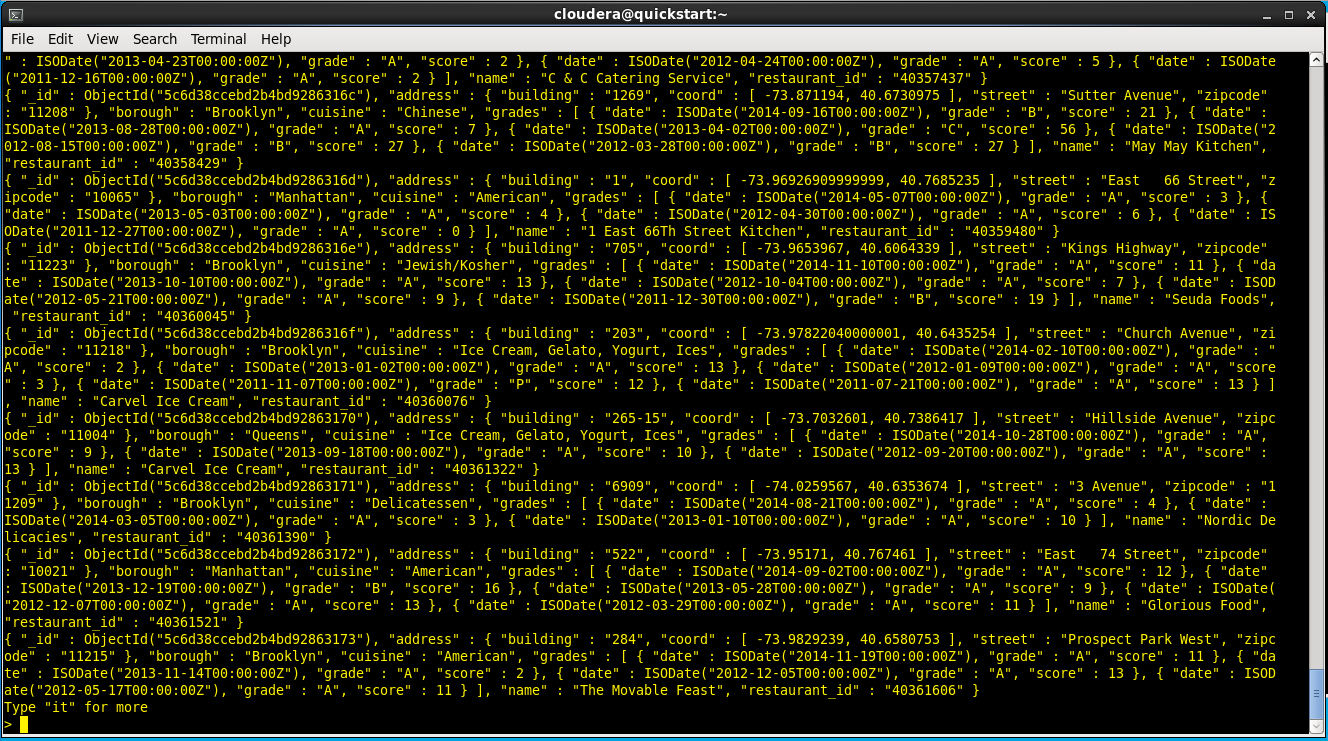 cloudera@quickstart:~
File Edit View Search Terminal Help
" : ISODate("2013-04-23T00:00:00Z"), "grade" : "A", "score" : 2 }, { "date" : ISODate("2012-04-24T00:00:00Z"), "grade" : "A", "score" : 5 }, { "date" : ISODate
("2011-12-16T00:00:00Z"), "grade" : "A", "score" : 2 } ], "name" : "C & C Catering Service", "restaurant_id" : "40357437" }
{ "_id" : ObjectId("5c6d38ccebd2b4bd9286316c"), "address" : { "building" : "1269", "coord" : [ -73.871194, 40.6730975 ], "street" : "Sutter Avenue", "zipcode"
: "11208" }, "borough" : "Brooklyn", "cuisine" : "Chinese", "grades" : [ { "date" : ISODate("2014-09-16T00:00:00Z"), "grade" : "B", "score" : 21 }, { "date" :
ISODate("2013-08-28T00:00:00Z"), "grade" : "A", "score" : 7 }, { "date" : ISODate("2013-04-02T00:00:00Z"), "grade" : "C", "score" : 56 }, { "date" : ISODate("2
012-08-15T00:00:00Z"), "grade" : "B", "score" : 27 }, { "date" : ISODate("2012-03-28T00:00:00Z"), "grade" : "B", "score" : 27 } ], "name" : "May May Kitchen",
"restaurant_id" : "40358429" }
{ "_id" : ObjectId("5c6d38ccebd2b4bd9286316d"), "address" : { "building" : "1", "coord" : [ -73.96926909999999, 40.7685235 ], "street" : "East   66 Street", "z
ipcode" : "10065" }, "borough" : "Manhattan", "cuisine" : "American", "grades" : [ { "date" : ISODate("2014-05-07T00:00:00Z"), "grade" : "A", "score" : 3 }, {
"date" : ISODate("2013-05-03T00:00:00Z"), "grade" : "A", "score" : 4 }, { "date" : ISODate("2012-04-30T00:00:00Z"), "grade" : "A", "score" : 6 }, { "date" : IS
ODate("2011-12-27T00:00:00Z"), "grade" : "A", "score" : 0 } ], "name" : "1 East 66Th Street Kitchen", "restaurant_id" : "40359480" }
{ "_id" : ObjectId("5c6d38ccebd2b4bd9286316e"), "address" : { "building" : "705", "coord" : [ -73.9653967, 40.6064339 ], "street" : "Kings Highway", "zipcode"
: "11223" }, "borough" : "Brooklyn", "cuisine" : "Jewish/Kosher", "grades" : [ { "date" : ISODate("2014-11-10T00:00:00Z"), "grade" : "A", "score" : 11 }, { "da
te" : ISODate("2013-10-10T00:00:00Z"), "grade" : "A", "score" : 13 }, { "date" : ISODate("2012-10-04T00:00:00Z"), "grade" : "A", "score" : 7 }, { "date" : ISOD
ate("2012-05-21T00:00:00Z"), "grade" : "A", "score" : 9 }, { "date" : ISODate("2011-12-30T00:00:00Z"), "grade" : "B", "score" : 19 } ], "name" : "Seuda Foods",
"restaurant_id" : "40360045" }
{ "_id" : ObjectId("5c6d38ccebd2b4bd9286316f"), "address" : { "building" : "203", "coord" : [ -73.97822040000001, 40.6435254 ], "street" : "Church Avenue", "zi
pcode" : "11218" }, "borough" : "Brooklyn", "cuisine" : "Ice Cream, Gelato, Yogurt, Ices", "grades" : [ { "date" : ISODate("2014-02-10T00:00:00Z"), "grade" : "
A", "score" : 2 }, { "date" : ISODate("2013-01-02T00:00:00Z"), "grade" : "A", "score" : 13 }, { "date" : ISODate("2012-01-09T00:00:00Z"), "grade" : "A", "score
" : 3 }, { "date" : ISODate("2011-11-07T00:00:00Z"), "grade" : "P", "score" : 12 }, { "date" : ISODate("2011-07-21T00:00:00Z"), "grade" : "A", "score" : 13 } ]
, "name" : "Carvel Ice Cream", "restaurant_id" : "40360076" }
{ "_id" : ObjectId("5c6d38ccebd2b4bd92863170"), "address" : { "building" : "265-15", "coord" : [ -73.7032601, 40.7386417 ], "street" : "Hillside Avenue", "zipc
ode" : "11004" }, "borough" : "Queens", "cuisine" : "Ice Cream, Gelato, Yogurt, Ices", "grades" : [ { "date" : ISODate("2014-10-28T00:00:00Z"), "grade" : "A",
"score" : 9 }, { "date" : ISODate("2013-09-18T00:00:00Z"), "grade" : "A", "score" : 10 }, { "date" : ISODate("2012-09-20T00:00:00Z"), "grade" : "A", "score" :
13 } ], "name" : "Carvel Ice Cream", "restaurant_id" : "40361322" }
{ "_id" : ObjectId("5c6d38ccebd2b4bd92863171"), "address" : { "building" : "6909", "coord" : [ -74.0259567, 40.6353674 ], "street" : "3 Avenue", "zipcode" : "1
1209" }, "borough" : "Brooklyn", "cuisine" : "Delicatessen", "grades" : [ { "date" : ISODate("2014-08-21T00:00:00Z"), "grade" : "A", "score" : 4 }, { "date" :
ISODate("2014-03-05T00:00:00Z"), "grade" : "A", "score" : 3 }, { "date" : ISODate("2013-01-10T00:00:00Z"), "grade" : "A", "score" : 10 } ], "name" : "Nordic De
licacies", "restaurant_id" : "40361390" }
{ "_id" : ObjectId("5c6d38ccebd2b4bd92863172"), "address" : { "building" : "522", "coord" : [ -73.95171, 40.767461 ], "street" : "East   74 Street", "zipcode"
: "10021" }, "borough" : "Manhattan", "cuisine" : "American", "grades" : [ { "date" : ISODate("2014-09-02T00:00:00Z"), "grade" : "A", "score" : 12 }, { "date"
: ISODate("2013-12-19T00:00:00Z"), "grade" : "B", "score" : 16 }, { "date" : ISODate("2013-05-28T00:00:00Z"), "grade" : "A", "score" : 9 }, { "date" : ISODate(
"2012-12-07T00:00:00Z"), "grade" : "A", "score" : 13 }, { "date" : ISODate("2012-03-29T00:00:00Z"), "grade" : "A", "score" : 11 } ], "name" : "Glorious Food",
"restaurant_id" : "40361521" }
{ "_id" : ObjectId("5c6d38ccebd2b4bd92863173"), "address" : { "building" : "284", "coord" : [ -73.9829239, 40.6580753 ], "street" : "Prospect Park West", "zipc
ode" : "11215" }, "borough" : "Brooklyn", "cuisine" : "American", "grades" : [ { "date" : ISODate("2014-11-19T00:00:00Z"), "grade" : "A", "score" : 11 }, { "da
te" : ISODate("2013-11-14T00:00:00Z"), "grade" : "A", "score" : 2 }, { "date" : ISODate("2012-12-05T00:00:00Z"), "grade" : "A", "score" : 13 }, { "date" : ISOD
ate("2012-05-17T00:00:00Z"), "grade" : "A", "score" : 11 } ], "name" : "The Movable Feast", "restaurant_id" : "40361606" }
Type "it" for more
>